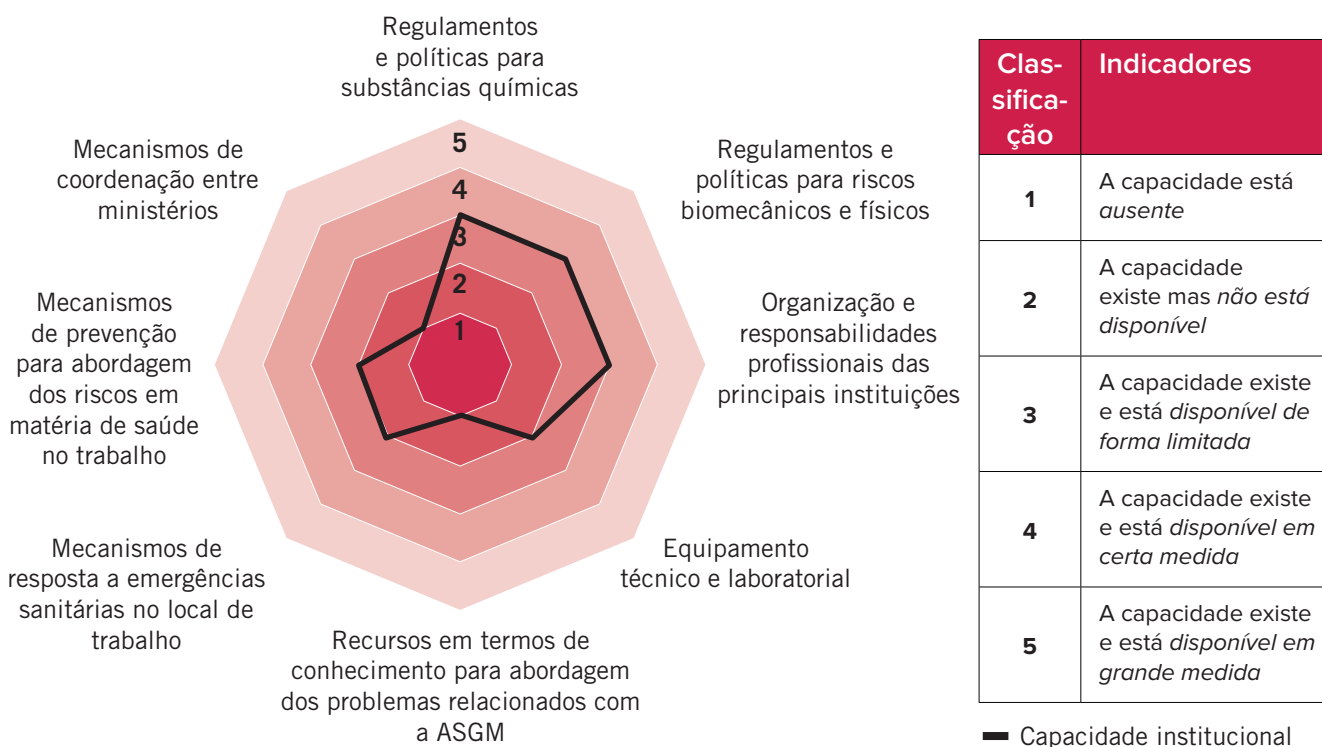 Regulamentos
e políticas para
substâncias químicas
Mecanismos de
coordenação entre
ministérios
Regulamentos e
políticas para riscos
biomecânicos e físicos
5
4
3
2
1
Mecanismos
de prevenção
para abordagem
dos riscos em
matéria de saúde
no trabalho
Organização e
responsabilidades
profissionais das
principais instituições
Mecanismos de
resposta a emergências
sanitárias no local de
trabalho
Equipamento
técnico e laboratorial
Recursos em termos de
conhecimento para abordagem
dos problemas relacionados com
a ASGM
Clas-
sifica-
ção
Indicadores
1
A capacidade está
ausente
2
A capacidade
existe mas não está
disponível
3
A capacidade existe
e está disponível de
forma limitada
4
A capacidade existe
e está disponível em
certa medida
5
A capacidade existe
e está disponível em
grande medida
Capacidade institucional